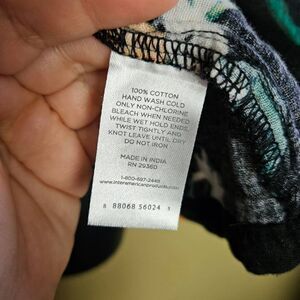 100% COTTON
HAND WASH COLD
ONLY NON-CHLORINE
BLEACH WHEN NEEDED
WHILE WET HOLD ENDS,
TWIST TIGHTLY AND
KNOT LEAVE UNTIL DRY
DO NOT IRON
MADE IN INDIA
RN 29360
1-800-697-2448
www.interamericanproducts.com
8 88068 56024 5